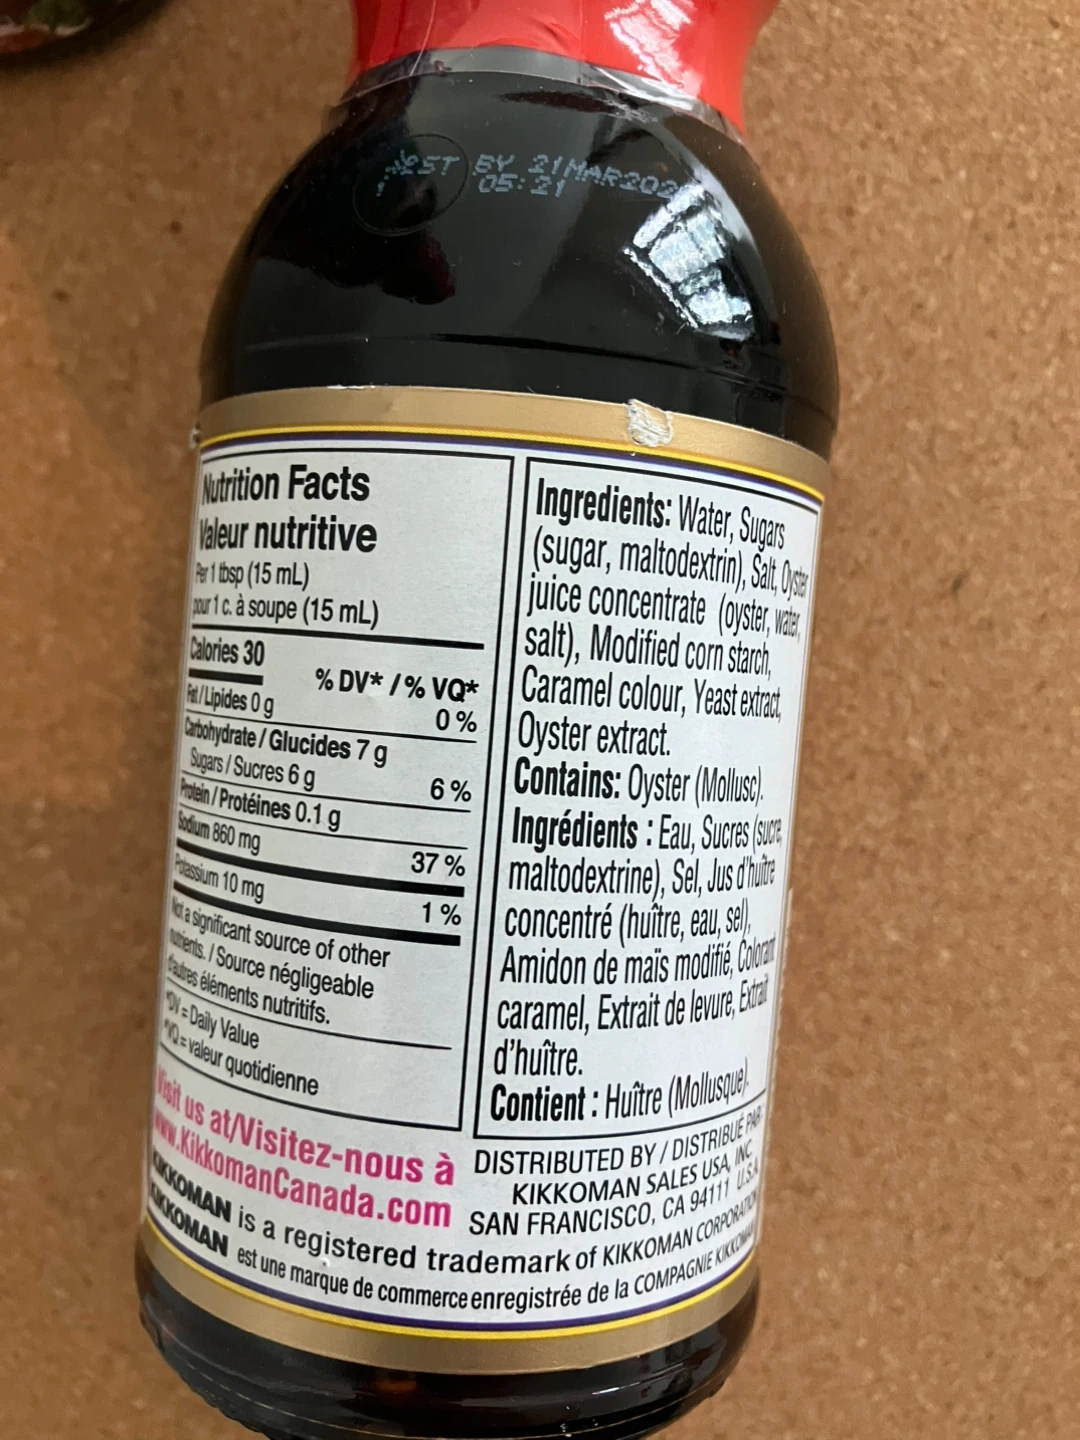 BEST BY 21MAR202
05:21
Nutrition Facts
Valeur nutritive
Per 1 tbsp (15 mL)
pour 1 c. à soupe (15 mL)
Calories 30
% DV* / % VQ*
Fat / Lipides 0 g 0 %
Carbohydrate / Glucides 7 g
Sugars / Sucres 6 g 6 %
Protein / Protéines 0.1 g
Sodium 860 mg 37 %
Potassium 10 mg 1 %
Not a significant source of other
nutrients. / Source négligeable
d'autres éléments nutritifs.
*DV = Daily Value
*VQ = valeur quotidienne
Ingredients: Water, Sugars
(sugar, maltodextrin), Salt, Oyster
juice concentrate (oyster, water,
salt), Modified corn starch,
Caramel colour, Yeast extract,
Oyster extract.
Contains: Oyster (Mollusc).
Ingrédients : Eau, Sucres (sucre,
maltodextrine), Sel, Jus d'huître
concentré (huître, eau, sel),
Amidon de maïs modifié, Colorant
caramel, Extrait de levure, Extrait
d'huître.
Contient : Huître (Mollusque).
Visit us at/Visitez-nous à
www.KikkomanCanada.com
DISTRIBUTED BY / DISTRIBUÉ PAR:
KIKKOMAN SALES USA, INC.
SAN FRANCISCO, CA 94111 U.S.A.
KIKKOMAN is a registered trademark of KIKKOMAN CORPORATION
KIKKOMAN est une marque de commerce enregistrée de la COMPAGNIE KIKKOMAN